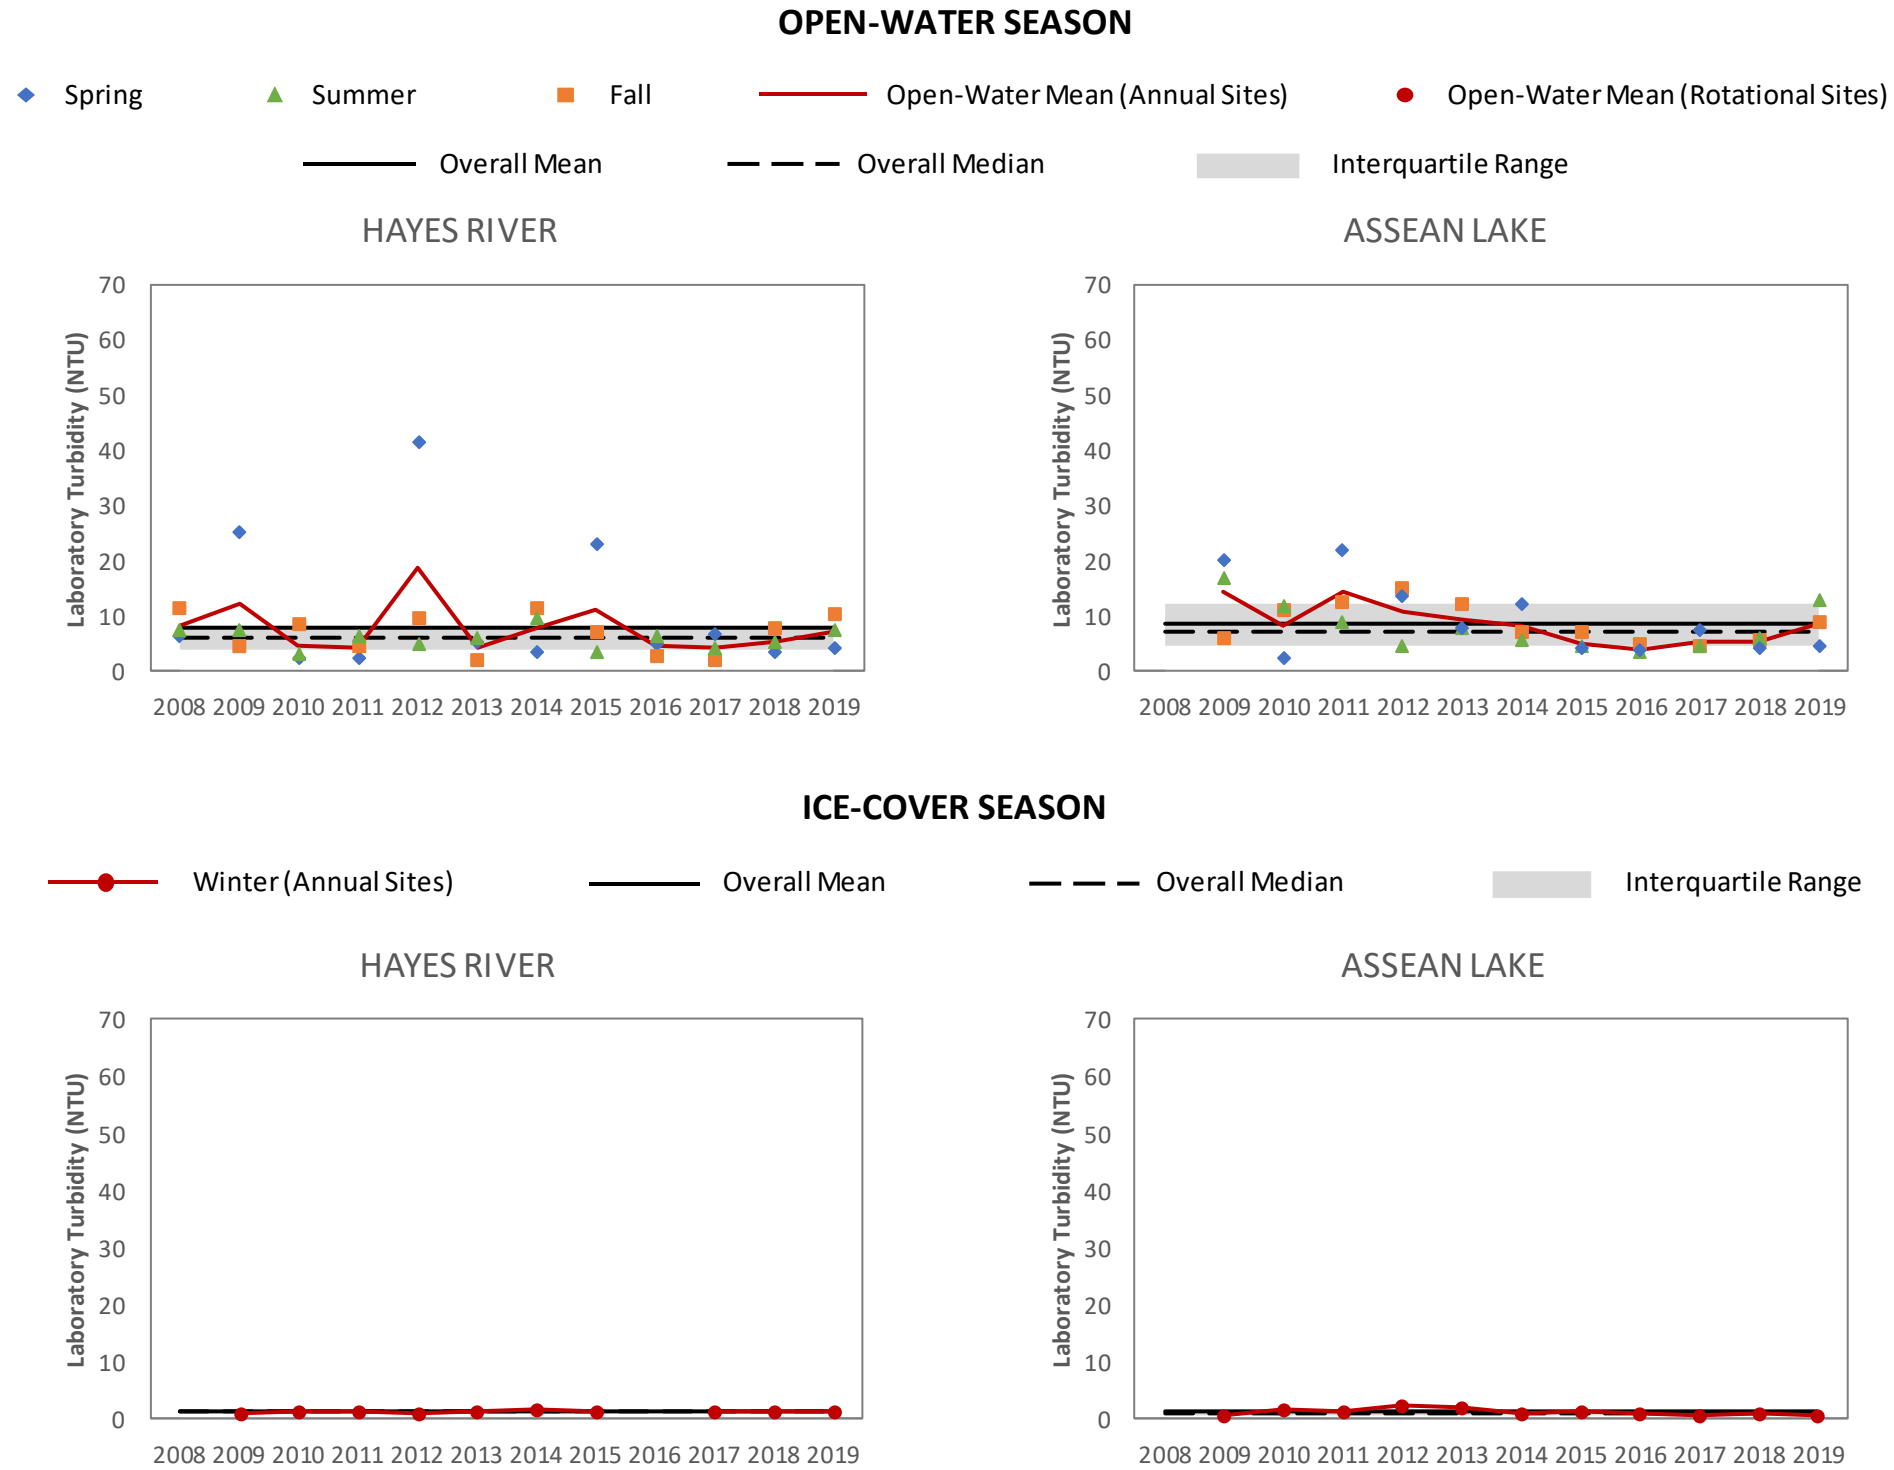 OPEN-WATER SEASON
Spring Summer Fall Open-Water Mean (Annual Sites) Open-Water Mean (Rotational Sites)
Overall Mean Overall Median Interquartile Range
HAYES RIVER
Laboratory Turbidity (NTU)
70
60
50
40
30
20
10
0
2008 2009 2010 2011 2012 2013 2014 2015 2016 2017 2018 2019
ASSEAN LAKE
Laboratory Turbidity (NTU)
70
60
50
40
30
20
10
0
2008 2009 2010 2011 2012 2013 2014 2015 2016 2017 2018 2019
ICE-COVER SEASON
Winter (Annual Sites) Overall Mean Overall Median Interquartile Range
HAYES RIVER
Laboratory Turbidity (NTU)
70
60
50
40
30
20
10
0
2008 2009 2010 2011 2012 2013 2014 2015 2016 2017 2018 2019
ASSEAN LAKE
Laboratory Turbidity (NTU)
70
60
50
40
30
20
10
0
2008 2009 2010 2011 2012 2013 2014 2015 2016 2017 2018 2019